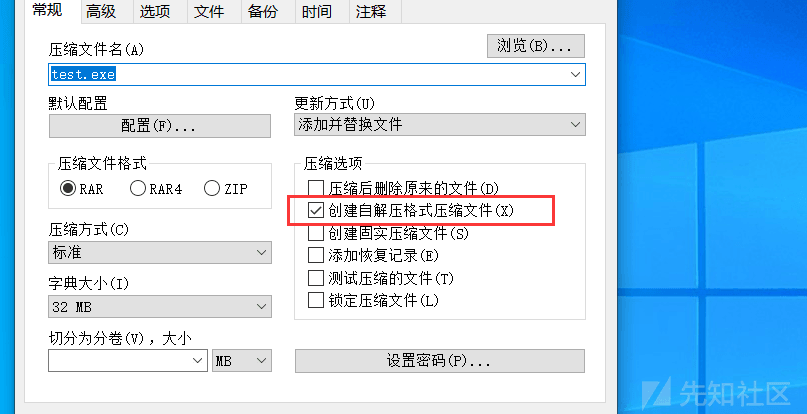 常规 高级 选项 文件 备份 时间 注释
压缩文件名(A)
浏览(B)...
test.exe
默认配置
配置(F)...
更新方式(U)
添加并替换文件
压缩文件格式
RAR RAR4 ZIP
压缩方式(C)
标准
字典大小(I)
32 MB
切分为分卷(V)，大小
MB
压缩选项
压缩后删除原来的文件(D)
创建自解压格式压缩文件(X)
创建固实压缩文件(S)
添加恢复记录(E)
测试压缩的文件(T)
锁定压缩文件(L)
设置密码(P)...
先知社区